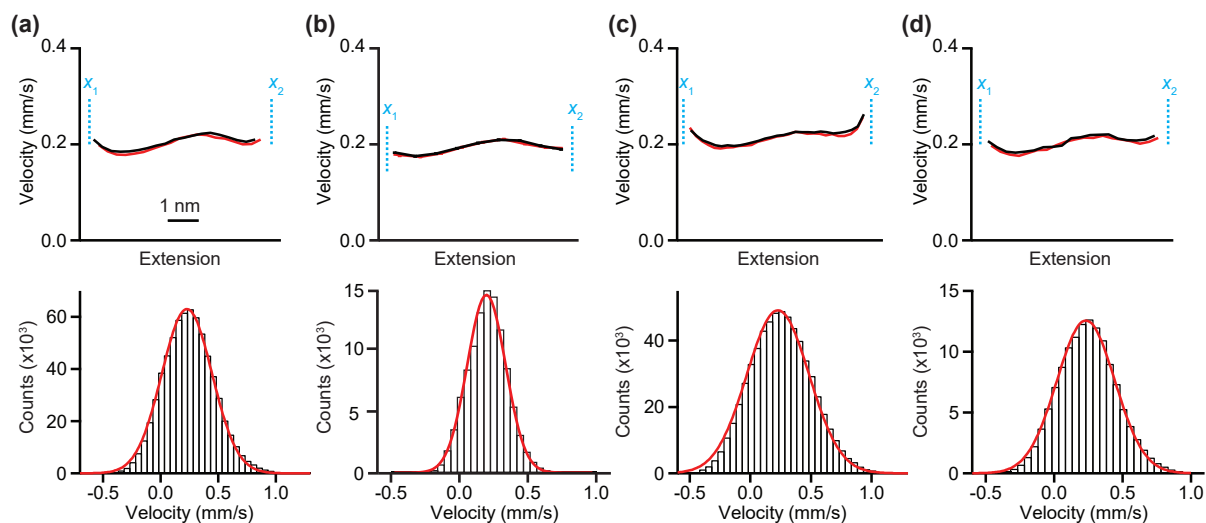 (a)
0.4
0.2
0.0
Velocity (mm/s)
x1
x2
1 nm
Extension
60
40
20
0
Counts (x10³)
-0.5 0.0 0.5 1.0
Velocity (mm/s)
(b)
0.4
0.2
0.0
Velocity (mm/s)
x1
x2
Extension
15
10
5
0
Counts (x10³)
-0.5 0.0 0.5 1.0
Velocity (mm/s)
(c)
0.4
0.2
0.0
Velocity (mm/s)
x1
x2
Extension
40
20
0
Counts (x10³)
-0.5 0.0 0.5 1.0
Velocity (mm/s)
(d)
0.4
0.2
0.0
Velocity (mm/s)
x1
x2
Extension
15
10
5
0
Counts (x10³)
-0.5 0.0 0.5 1.0
Velocity (mm/s)